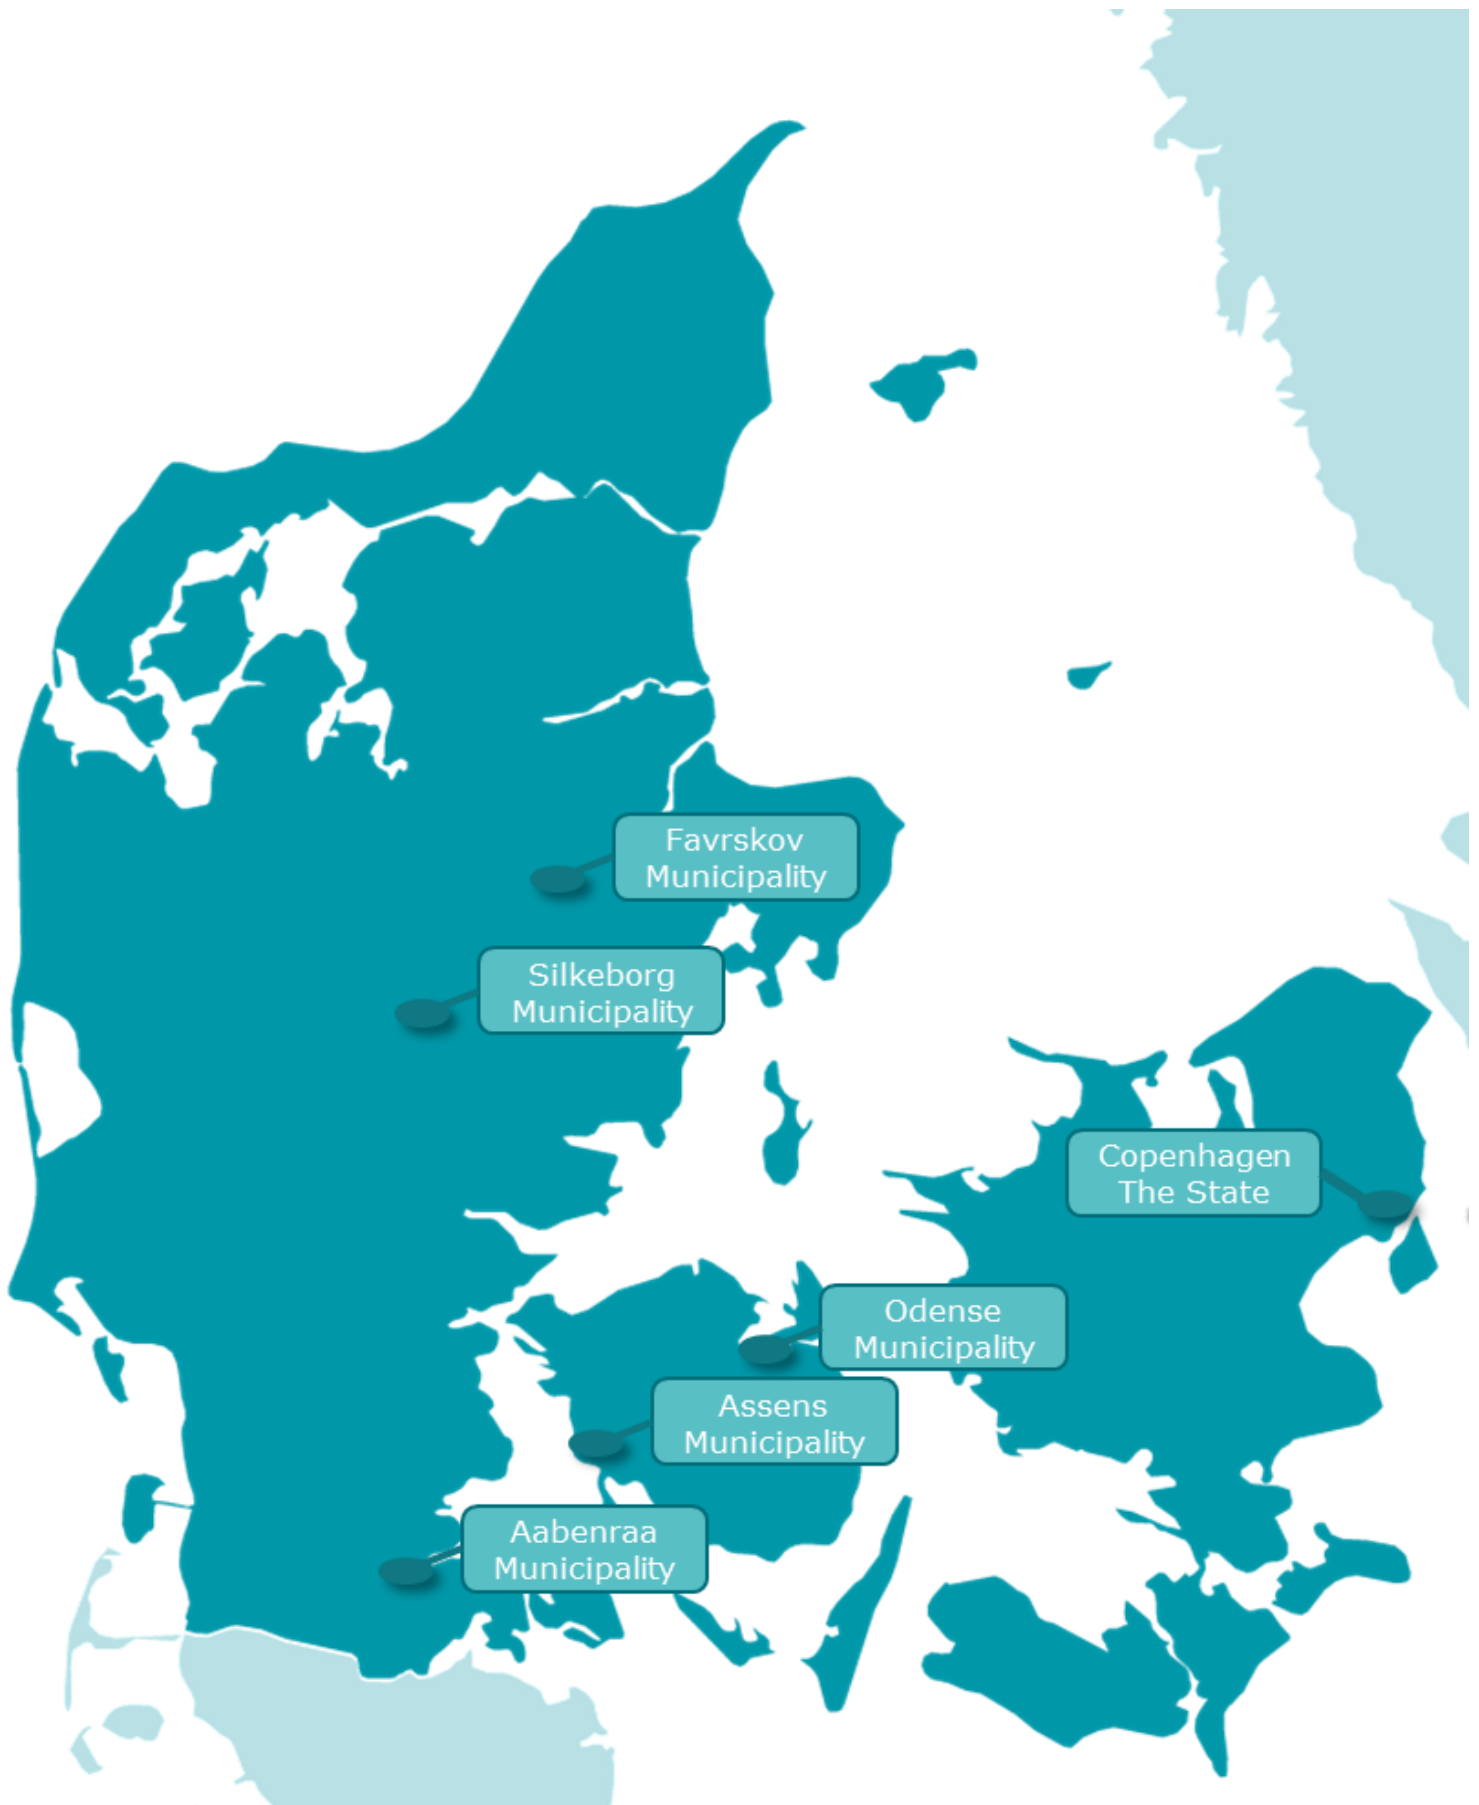 Favrskov
Municipality
Silkeborg
Municipality
Copenhagen
The State
Odense
Municipality
Assens
Municipality
Aabenraa
Municipality